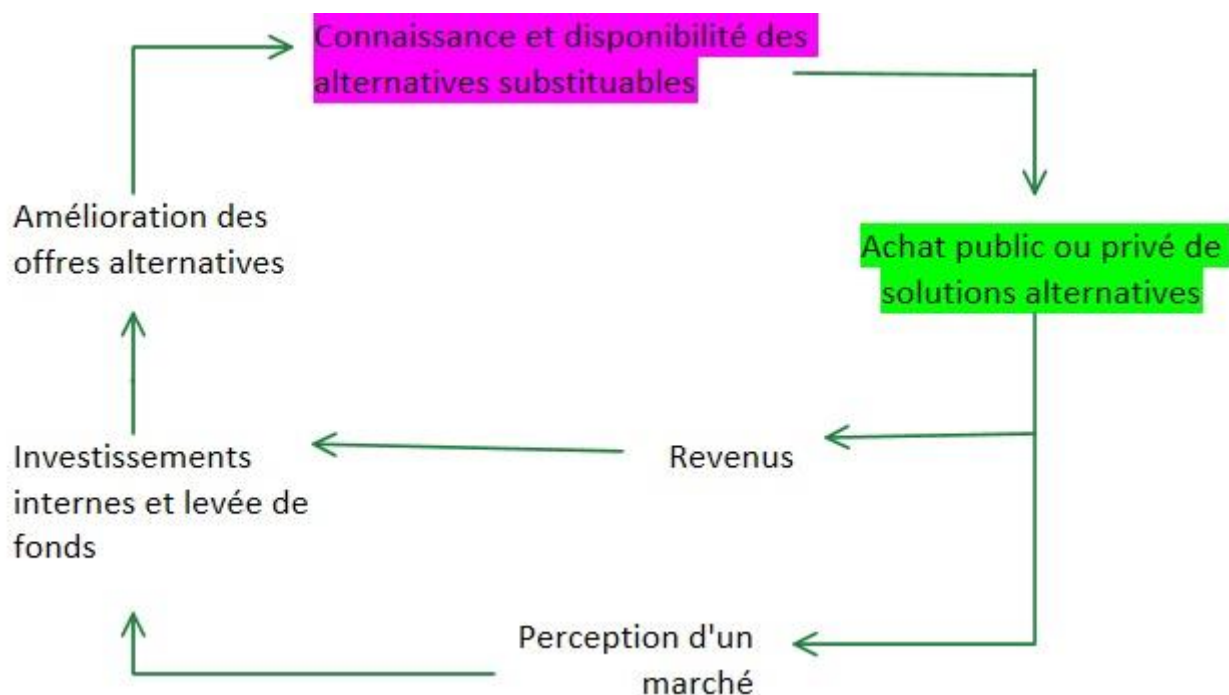 Connaissance et disponibilité des
alternatives substituables
Amélioration des
offres alternatives
Achat public ou privé de
solutions alternatives
Investissements
internes et levée de
fonds
Revenus
Perception d'un
marché